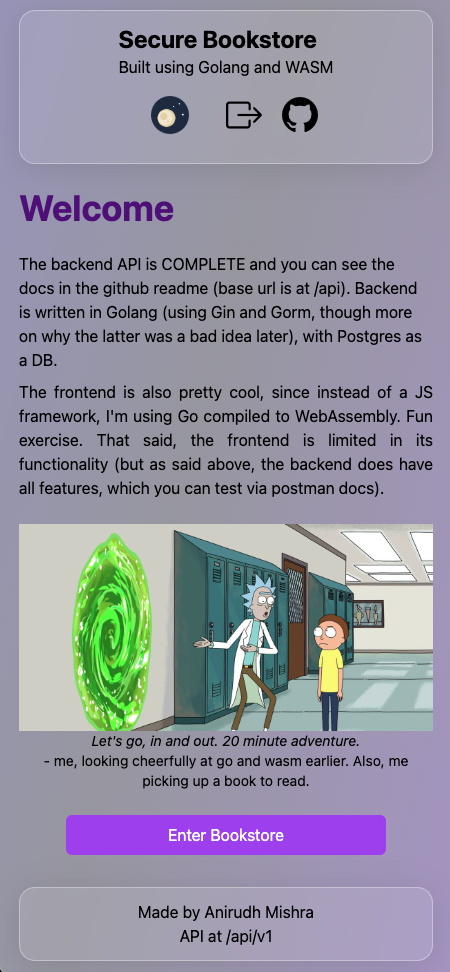 Secure Bookstore
Built using Golang and WASM
Welcome
The backend API is COMPLETE and you can see the
docs in the github readme (base url is at /api). Backend
is written in Golang (using Gin and Gorm, though more
on why the latter was a bad idea later), with Postgres as
a DB.
The frontend is also pretty cool, since instead of a JS
framework, I'm using Go compiled to WebAssembly. Fun
exercise. That said, the frontend is limited in its
functionality (but as said above, the backend does have
all features, which you can test via postman docs).
Let's go, in and out. 20 minute adventure.
- me, looking cheerfully at go and wasm earlier. Also, me
picking up a book to read.
Enter Bookstore
Made by Anirudh Mishra
API at /api/v1